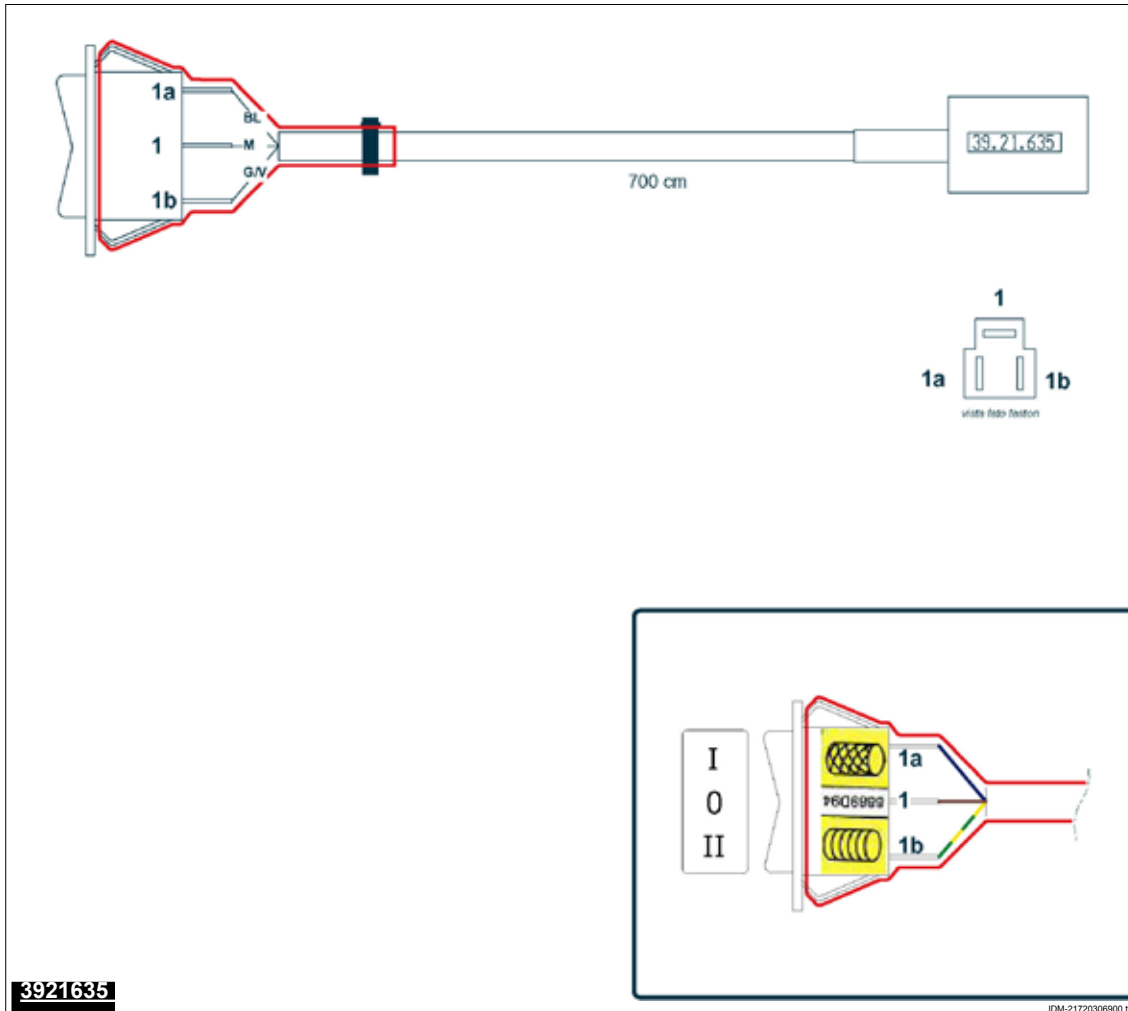 1a
BL
1
M
G/V
1b
39.21.635
700 cm
1
1a
1b
vista lato faston
I
0
II
1a
1
1b
3921635